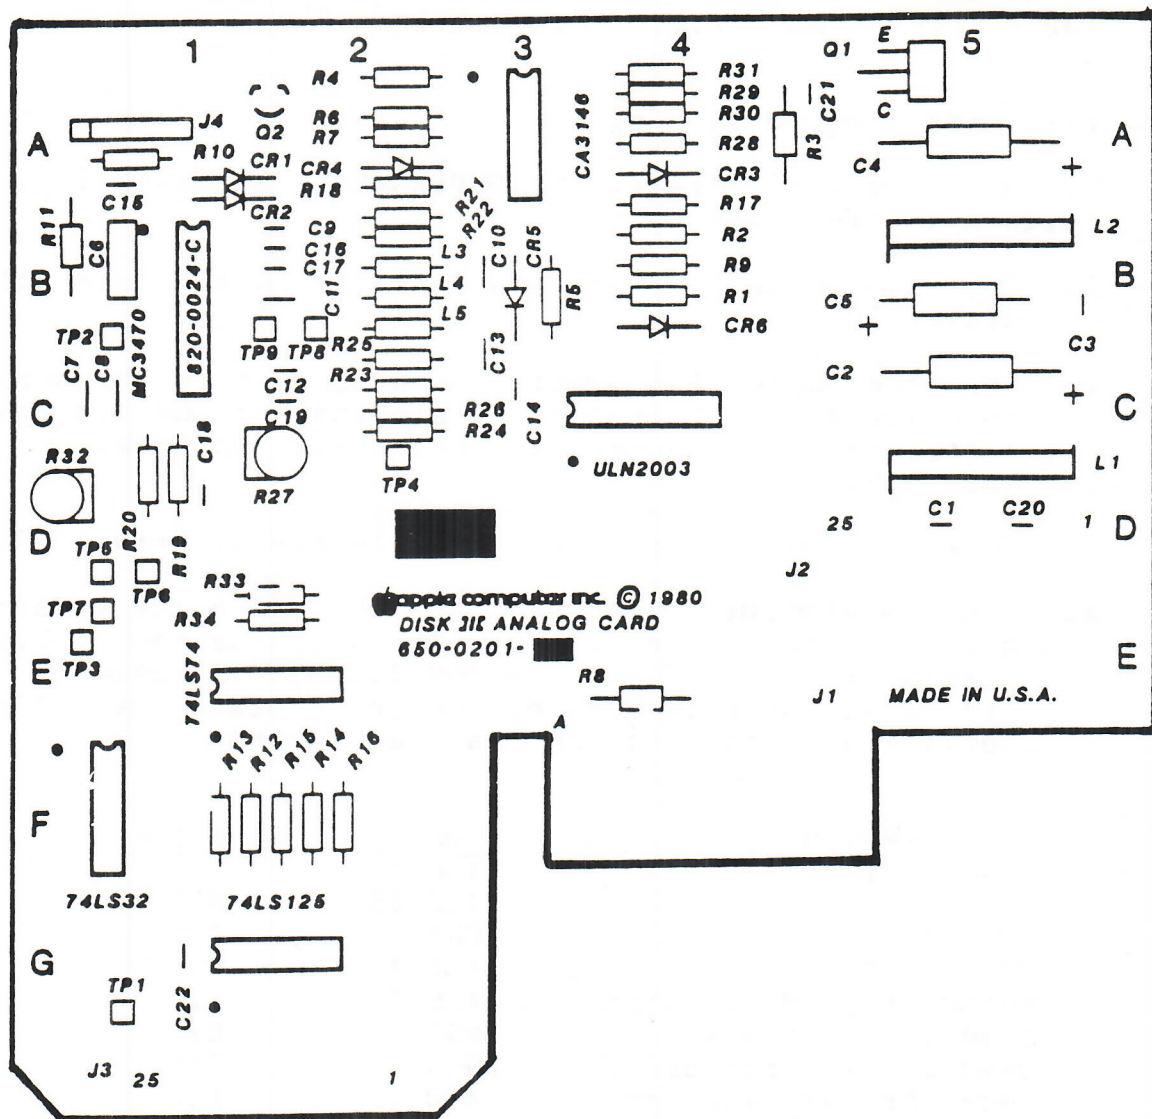 1 2 3 4 5
A
B
C
D
E
F
G
A
B
C
D
E
J4
R10
CR1
CR2
C15
R11
C6
TP2
MC3470
C7
C8
820-0024-C
Q2
R4
R6
R7
CR4
R18
C9
C16
C17
C11
R21
R22
L3
L4
L5
R25
R23
TP9
TP8
C12
C19
R26
R24
TP4
R27
C18
R32
R20
R19
C10
CR5
R5
C13
C14
CA3146
R31
R29
R30
R28
CR3
R17
R2
R9
R1
CR6
R3
C21
Q1
E
C
C4
+
L2
C5
+
C3
C2
+
L1
C1
C20
25
1
ULN2003
J2
TP5
TP6
TP7
TP3
R33
R34
apple computer inc. © 1980
DISK III ANALOG CARD
650-0201-
74LS74
R8
A
J1
MADE IN U.S.A.
R13
R12
R15
R14
R16
74LS32
74LS125
TP1
C22
J3
25
1